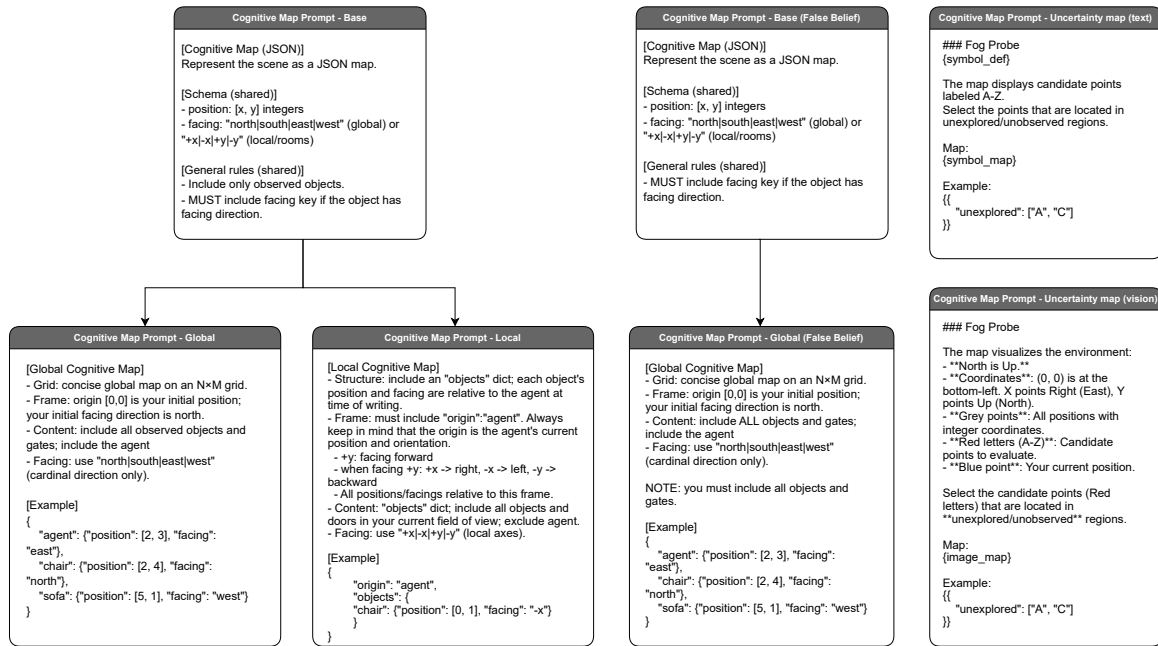 Cognitive Map Prompt - Base
[Cognitive Map (JSON)]
Represent the scene as a JSON map.
[Schema (shared)]
- position: [x, y] integers
- facing: "north|south|east|west" (global) or
"+x|-x|+y|-y" (local/rooms)
[General rules (shared)]
- Include only observed objects.
- MUST include facing key if the object has
facing direction.
Cognitive Map Prompt - Base (False Belief)
[Cognitive Map (JSON)]
Represent the scene as a JSON map.
[Schema (shared)]
- position: [x, y] integers
- facing: "north|south|east|west" (global) or
"+x|-x|+y|-y" (local/rooms)
[General rules (shared)]
- MUST include facing key if the object has
facing direction.
Cognitive Map Prompt - Uncertainty map (text)
### Fog Probe
{symbol_def}
The map displays candidate points
labeled A-Z.
Select the points that are located in
unexplored/unobserved regions.
Map:
{symbol_map}
Example:
{{
"unexplored": ["A", "C"]
}}
Cognitive Map Prompt - Global
[Global Cognitive Map]
- Grid: concise global map on an N×M grid.
- Frame: origin [0,0] is your initial position;
your initial facing direction is north.
- Content: include all observed objects and
gates; include the agent
- Facing: use "north|south|east|west"
(cardinal direction only).
[Example]
{
"agent": {"position": [2, 3], "facing":
"east"},
"chair": {"position": [2, 4], "facing":
"north"},
"sofa": {"position": [5, 1], "facing": "west"}
}
Cognitive Map Prompt - Local
[Local Cognitive Map]
- Structure: include an "objects" dict; each object's
position and facing are relative to the agent at
time of writing.
- Frame: must include "origin":"agent". Always
keep in mind that the origin is the agent's current
position and orientation.
- +y: facing forward
- when facing +y: +x -> right, -x -> left, -y ->
backward
- All positions/facings relative to this frame.
- Content: "objects" dict; include all objects and
doors in your current field of view; exclude agent.
- Facing: use "+x|-x|+y|-y" (local axes).
[Example]
{
"origin": "agent",
"objects": {
"chair": {"position": [0, 1], "facing": "-x"}
}
}
Cognitive Map Prompt - Global (False Belief)
[Global Cognitive Map]
- Grid: concise global map on an N×M grid.
- Frame: origin [0,0] is your initial position;
your initial facing direction is north.
- Content: include ALL objects and gates;
include the agent
- Facing: use "north|south|east|west"
(cardinal direction only).
NOTE: you must include all objects and
gates.
[Example]
{
"agent": {"position": [2, 3], "facing":
"east"},
"chair": {"position": [2, 4], "facing":
"north"},
"sofa": {"position": [5, 1], "facing": "west"}
}
Cognitive Map Prompt - Uncertainty map (vision)
### Fog Probe
The map visualizes the environment:
- **North is Up.**
- **Coordinates**: (0, 0) is at the
bottom-left. X points Right (East), Y
points Up (North).
- **Grey points**: All positions with
integer coordinates.
- **Red letters (A-Z)**: Candidate
points to evaluate.
- **Blue point**: Your current position.
Select the candidate points (Red
letters) that are located in
**unexplored/unobserved** regions.
Map:
{image_map}
Example:
{{
"unexplored": ["A", "C"]
}}